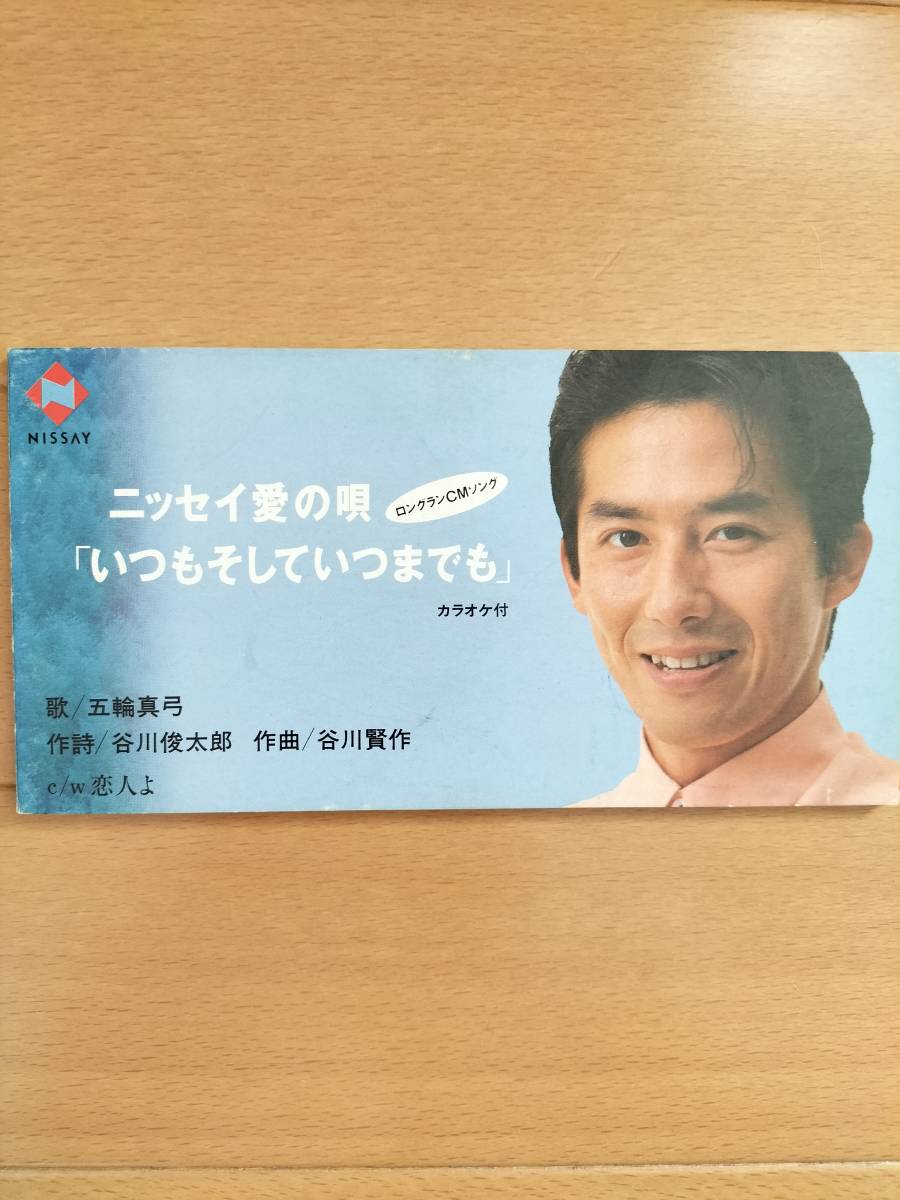 NISSAY
ニッセイ愛の唄
ロングランCMソング
「いつもそしていつまでも」
カラオケ付
歌/五輪真弓
作詩/谷川俊太郎 作曲/谷川賢作
c/w 恋人よ